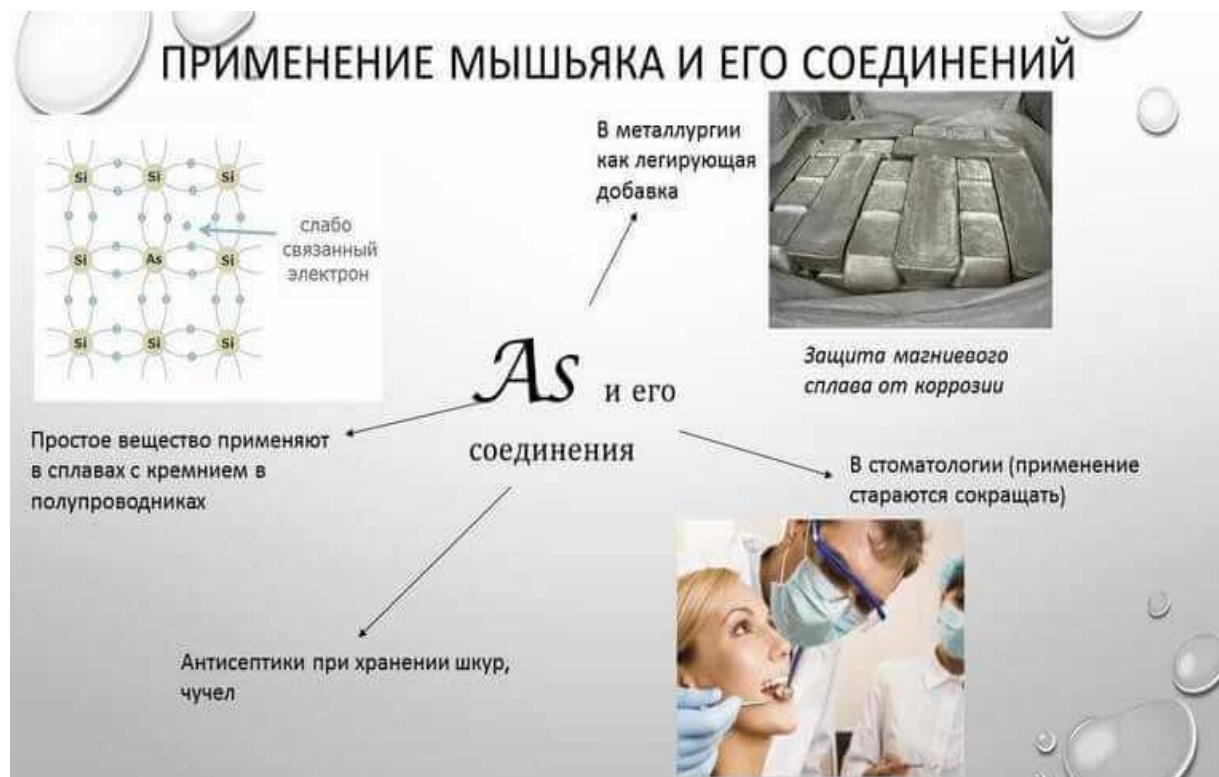 ПРИМЕНЕНИЕ МЫШЬЯКА И ЕГО СОЕДИНЕНИЙ
В металлургии
как легирующая
добавка
Si Si Si
слабо
связанный
электрон
Si As Si
Si Si Si
Защита магниевого
сплава от коррозии
As и его
соединения
Простое вещество применяют
в сплавах с кремнием в
полупроводниках
В стоматологии (применение
стараются сокращать)
Антисептики при хранении шкур,
чучел